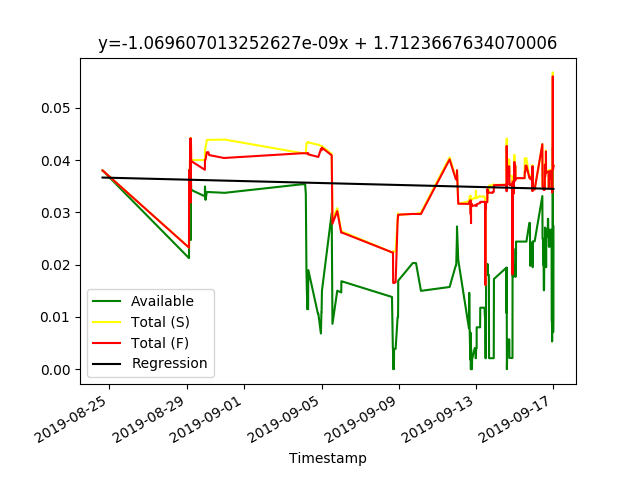 y=-1.069607013252627e-09x + 1.7123667634070006
0.05
0.04
0.03
0.02
0.01
0.00
Available
Total (S)
Total (F)
Regression
2019-08-25
2019-08-29
2019-09-01
2019-09-05
2019-09-09
2019-09-13
2019-09-17
Timestamp